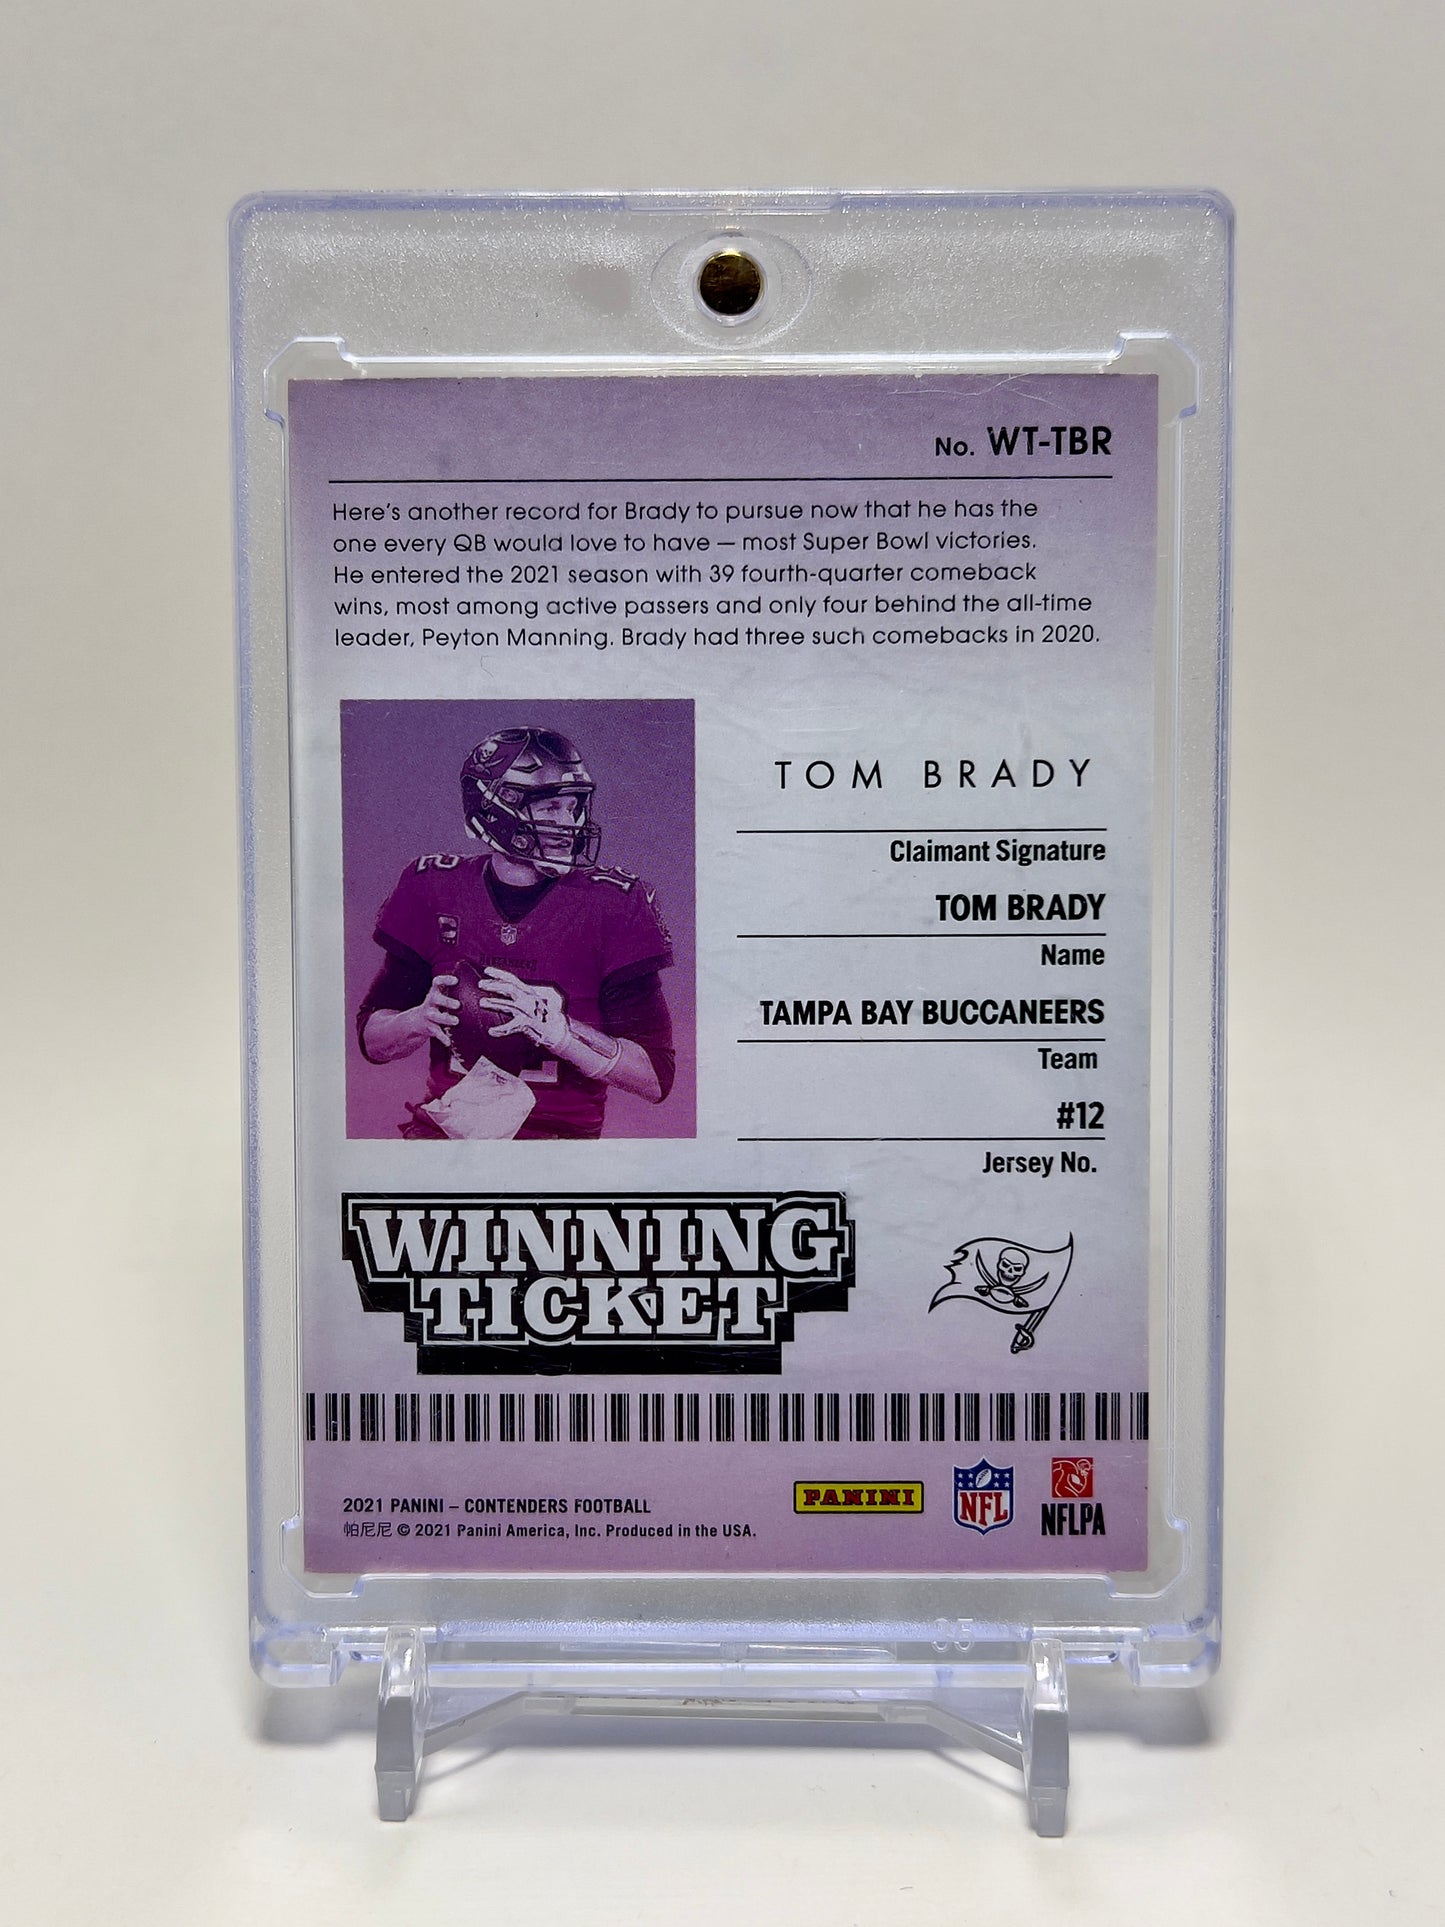 No. WT-TBR
Here's another record for Brady to pursue now that he has the
one every QB would love to have — most Super Bowl victories.
He entered the 2021 season with 39 fourth-quarter comeback
wins, most among active passers and only four behind the all-time
leader, Peyton Manning. Brady had three such comebacks in 2020.
TOM BRADY
Claimant Signature
TOM BRADY
Name
TAMPA BAY BUCCANEERS
Team
#12
Jersey No.
WINNING
TICKET
2021 PANINI – CONTENDERS FOOTBALL
帕尼尼 © 2021 Panini America, Inc. Produced in the USA.
PANINI
NFL
NFLPA